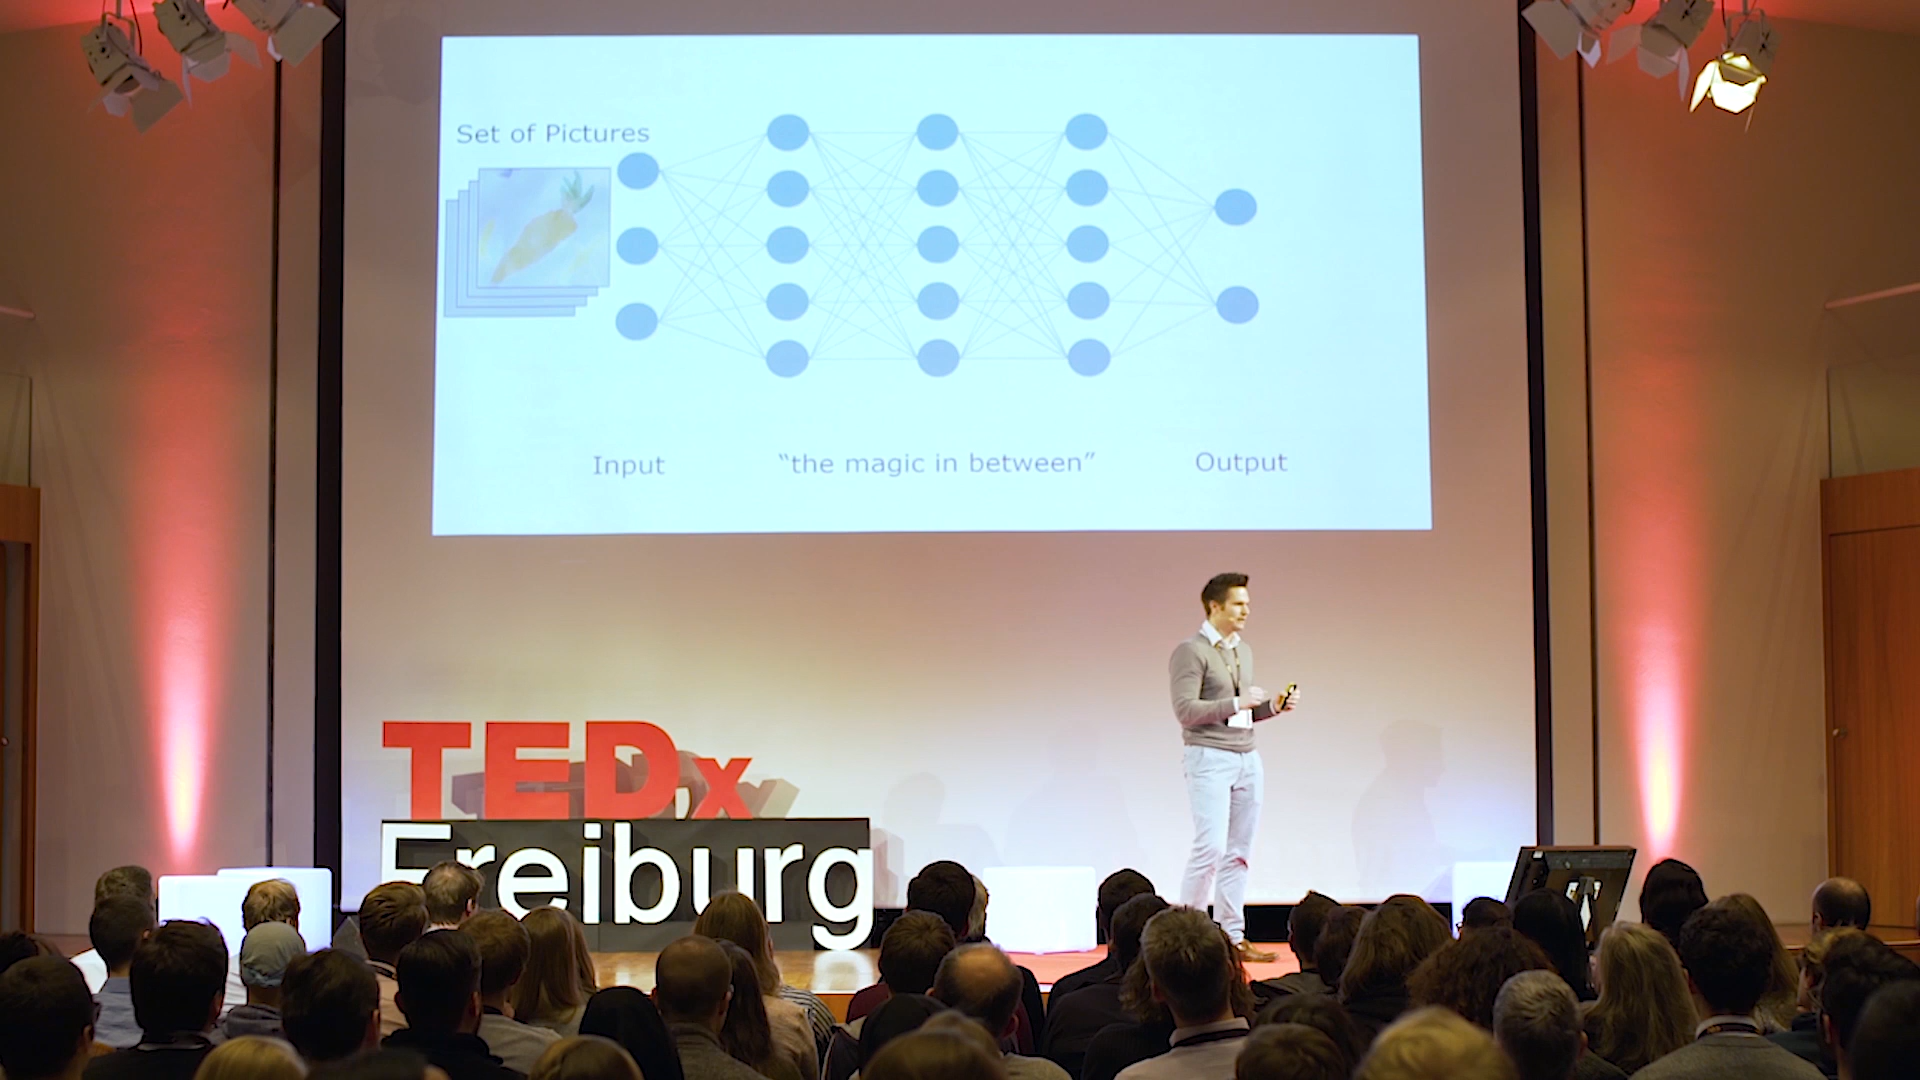 Set of Pictures
Input
“the magic in between”
Output
TEDx
Freiburg